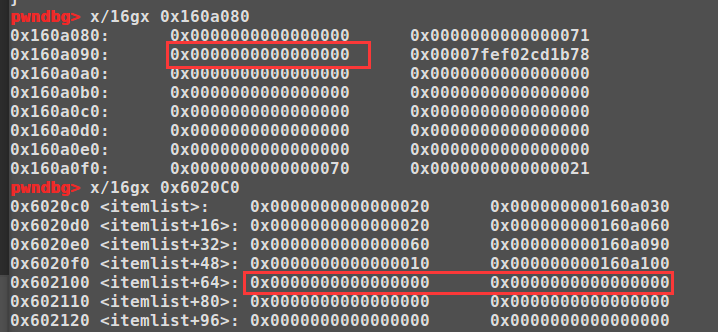 pwndbg> x/16gx 0x160a080
0x160a080: 0x0000000000000000 0x0000000000000071
0x160a090: 0x0000000000000000 0x00007fef02cd1b78
0x160a0a0: 0x0000000000000000 0x0000000000000000
0x160a0b0: 0x0000000000000000 0x0000000000000000
0x160a0c0: 0x0000000000000000 0x0000000000000000
0x160a0d0: 0x0000000000000000 0x0000000000000000
0x160a0e0: 0x0000000000000000 0x0000000000000000
0x160a0f0: 0x0000000000000070 0x0000000000000021
pwndbg> x/16gx 0x6020C0
0x6020c0 <itemlist>: 0x0000000000000020 0x000000000160a030
0x6020d0 <itemlist+16>: 0x0000000000000020 0x000000000160a060
0x6020e0 <itemlist+32>: 0x0000000000000060 0x000000000160a090
0x6020f0 <itemlist+48>: 0x0000000000000010 0x000000000160a100
0x602100 <itemlist+64>: 0x0000000000000000 0x0000000000000000
0x602110 <itemlist+80>: 0x0000000000000000 0x0000000000000000
0x602120 <itemlist+96>: 0x0000000000000000 0x0000000000000000